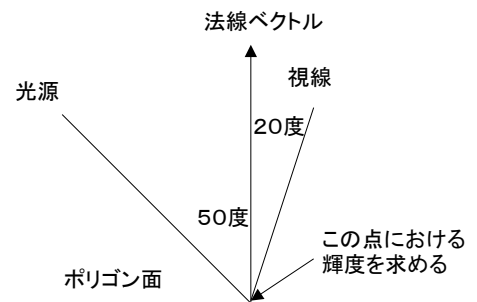 法線ベクトル
光源
視線
２０度
５０度
この点における
輝度を求める
ポリゴン面